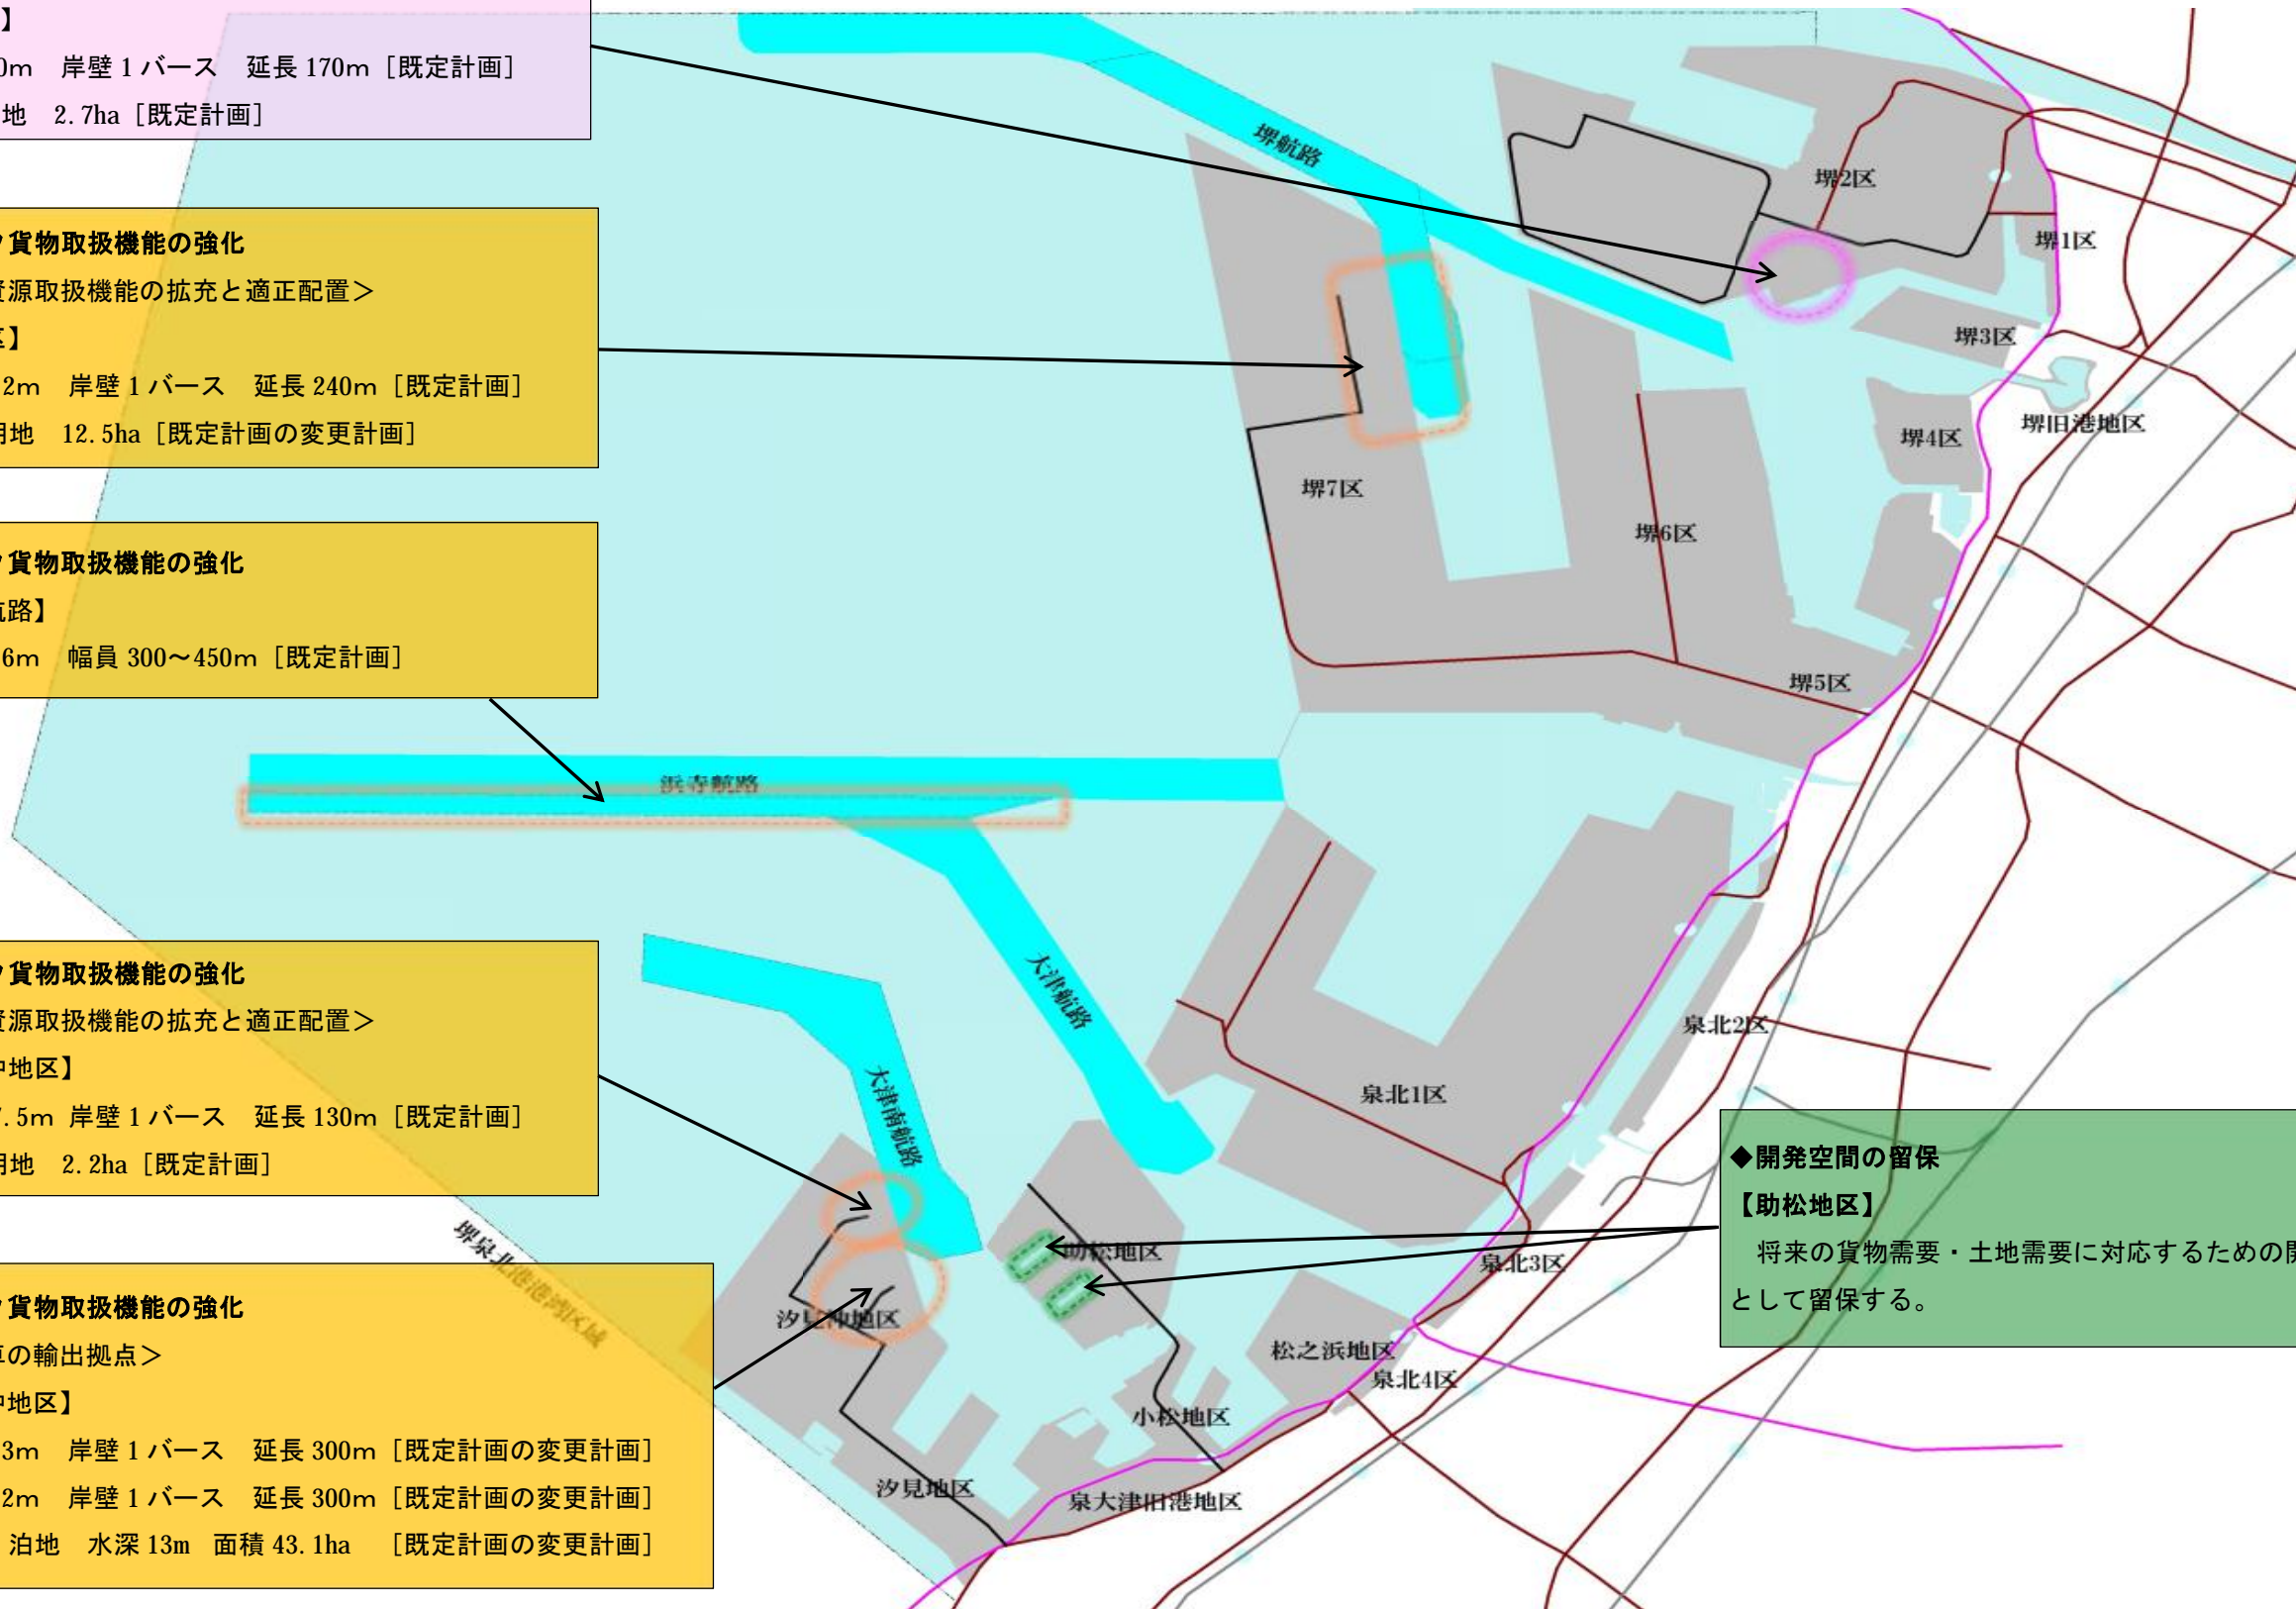 】
0m 岸壁 1 バース 延長 170m［既定計画］
地 2.7ha［既定計画］
貨物取扱機能の強化
資源取扱機能の拡充と適正配置＞
区】
2m 岸壁 1 バース 延長 240m［既定計画］
用地 12.5ha［既定計画の変更計画］
貨物取扱機能の強化
航路】
6m 幅員 300～450m［既定計画］
貨物取扱機能の強化
資源取扱機能の拡充と適正配置＞
中地区】
7.5m 岸壁 1 バース 延長 130m［既定計画］
用地 2.2ha［既定計画］
貨物取扱機能の強化
車の輸出拠点＞
中地区】
3m 岸壁 1 バース 延長 300m［既定計画の変更計画］
2m 岸壁 1 バース 延長 300m［既定計画の変更計画］
泊地 水深 13m 面積 43.1ha ［既定計画の変更計画］
◆開発空間の留保
【助松地区】
将来の貨物需要・土地需要に対応するための開
として留保する。
堺航路
堺2区
堺1区
堺3区
堺旧港地区
堺4区
堺7区
堺6区
堺5区
浜寺航路
大津航路
大津南航路
泉北2区
泉北1区
泉北3区
助松地区
汐見沖地区
松之浜地区
泉北4区
小松地区
汐見地区
泉大津旧港地区
堺泉北港港湾区域